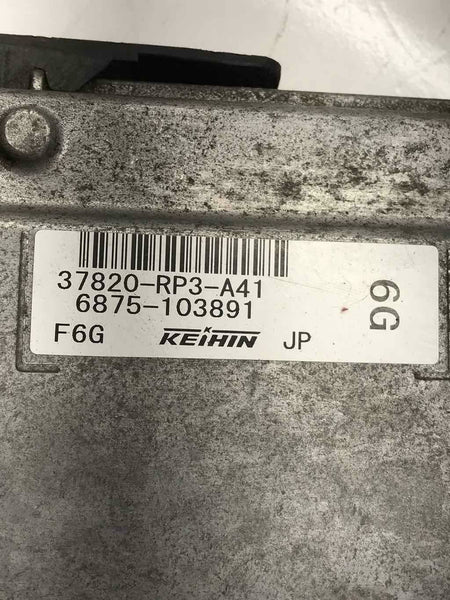 37820-RP3-A41
6875-103891
F6G KEIHIN JP
6G